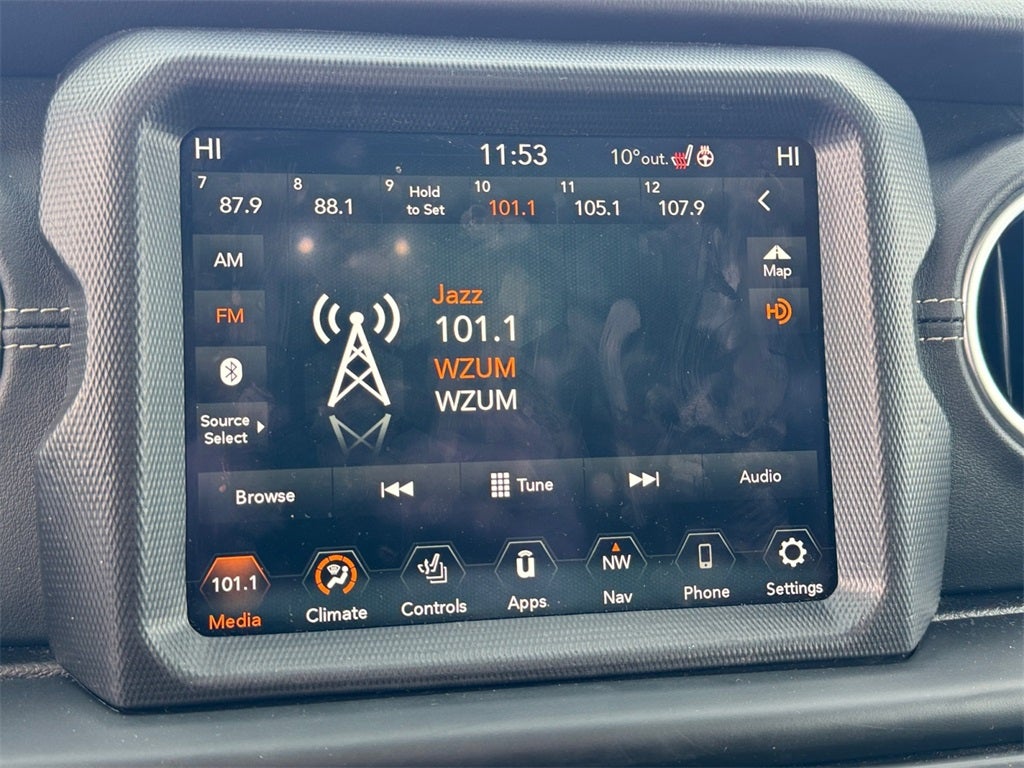 HI 11:53 10° out. HI
7 87.9 8 88.1 9 Hold to Set 10 101.1 11 105.1 12 107.9
AM
Map
FM
HD
Jazz
101.1
WZUM
WZUM
Source
Select
Browse Tune Audio
101.1 û NW
Media Climate Controls Apps Nav Phone Settings